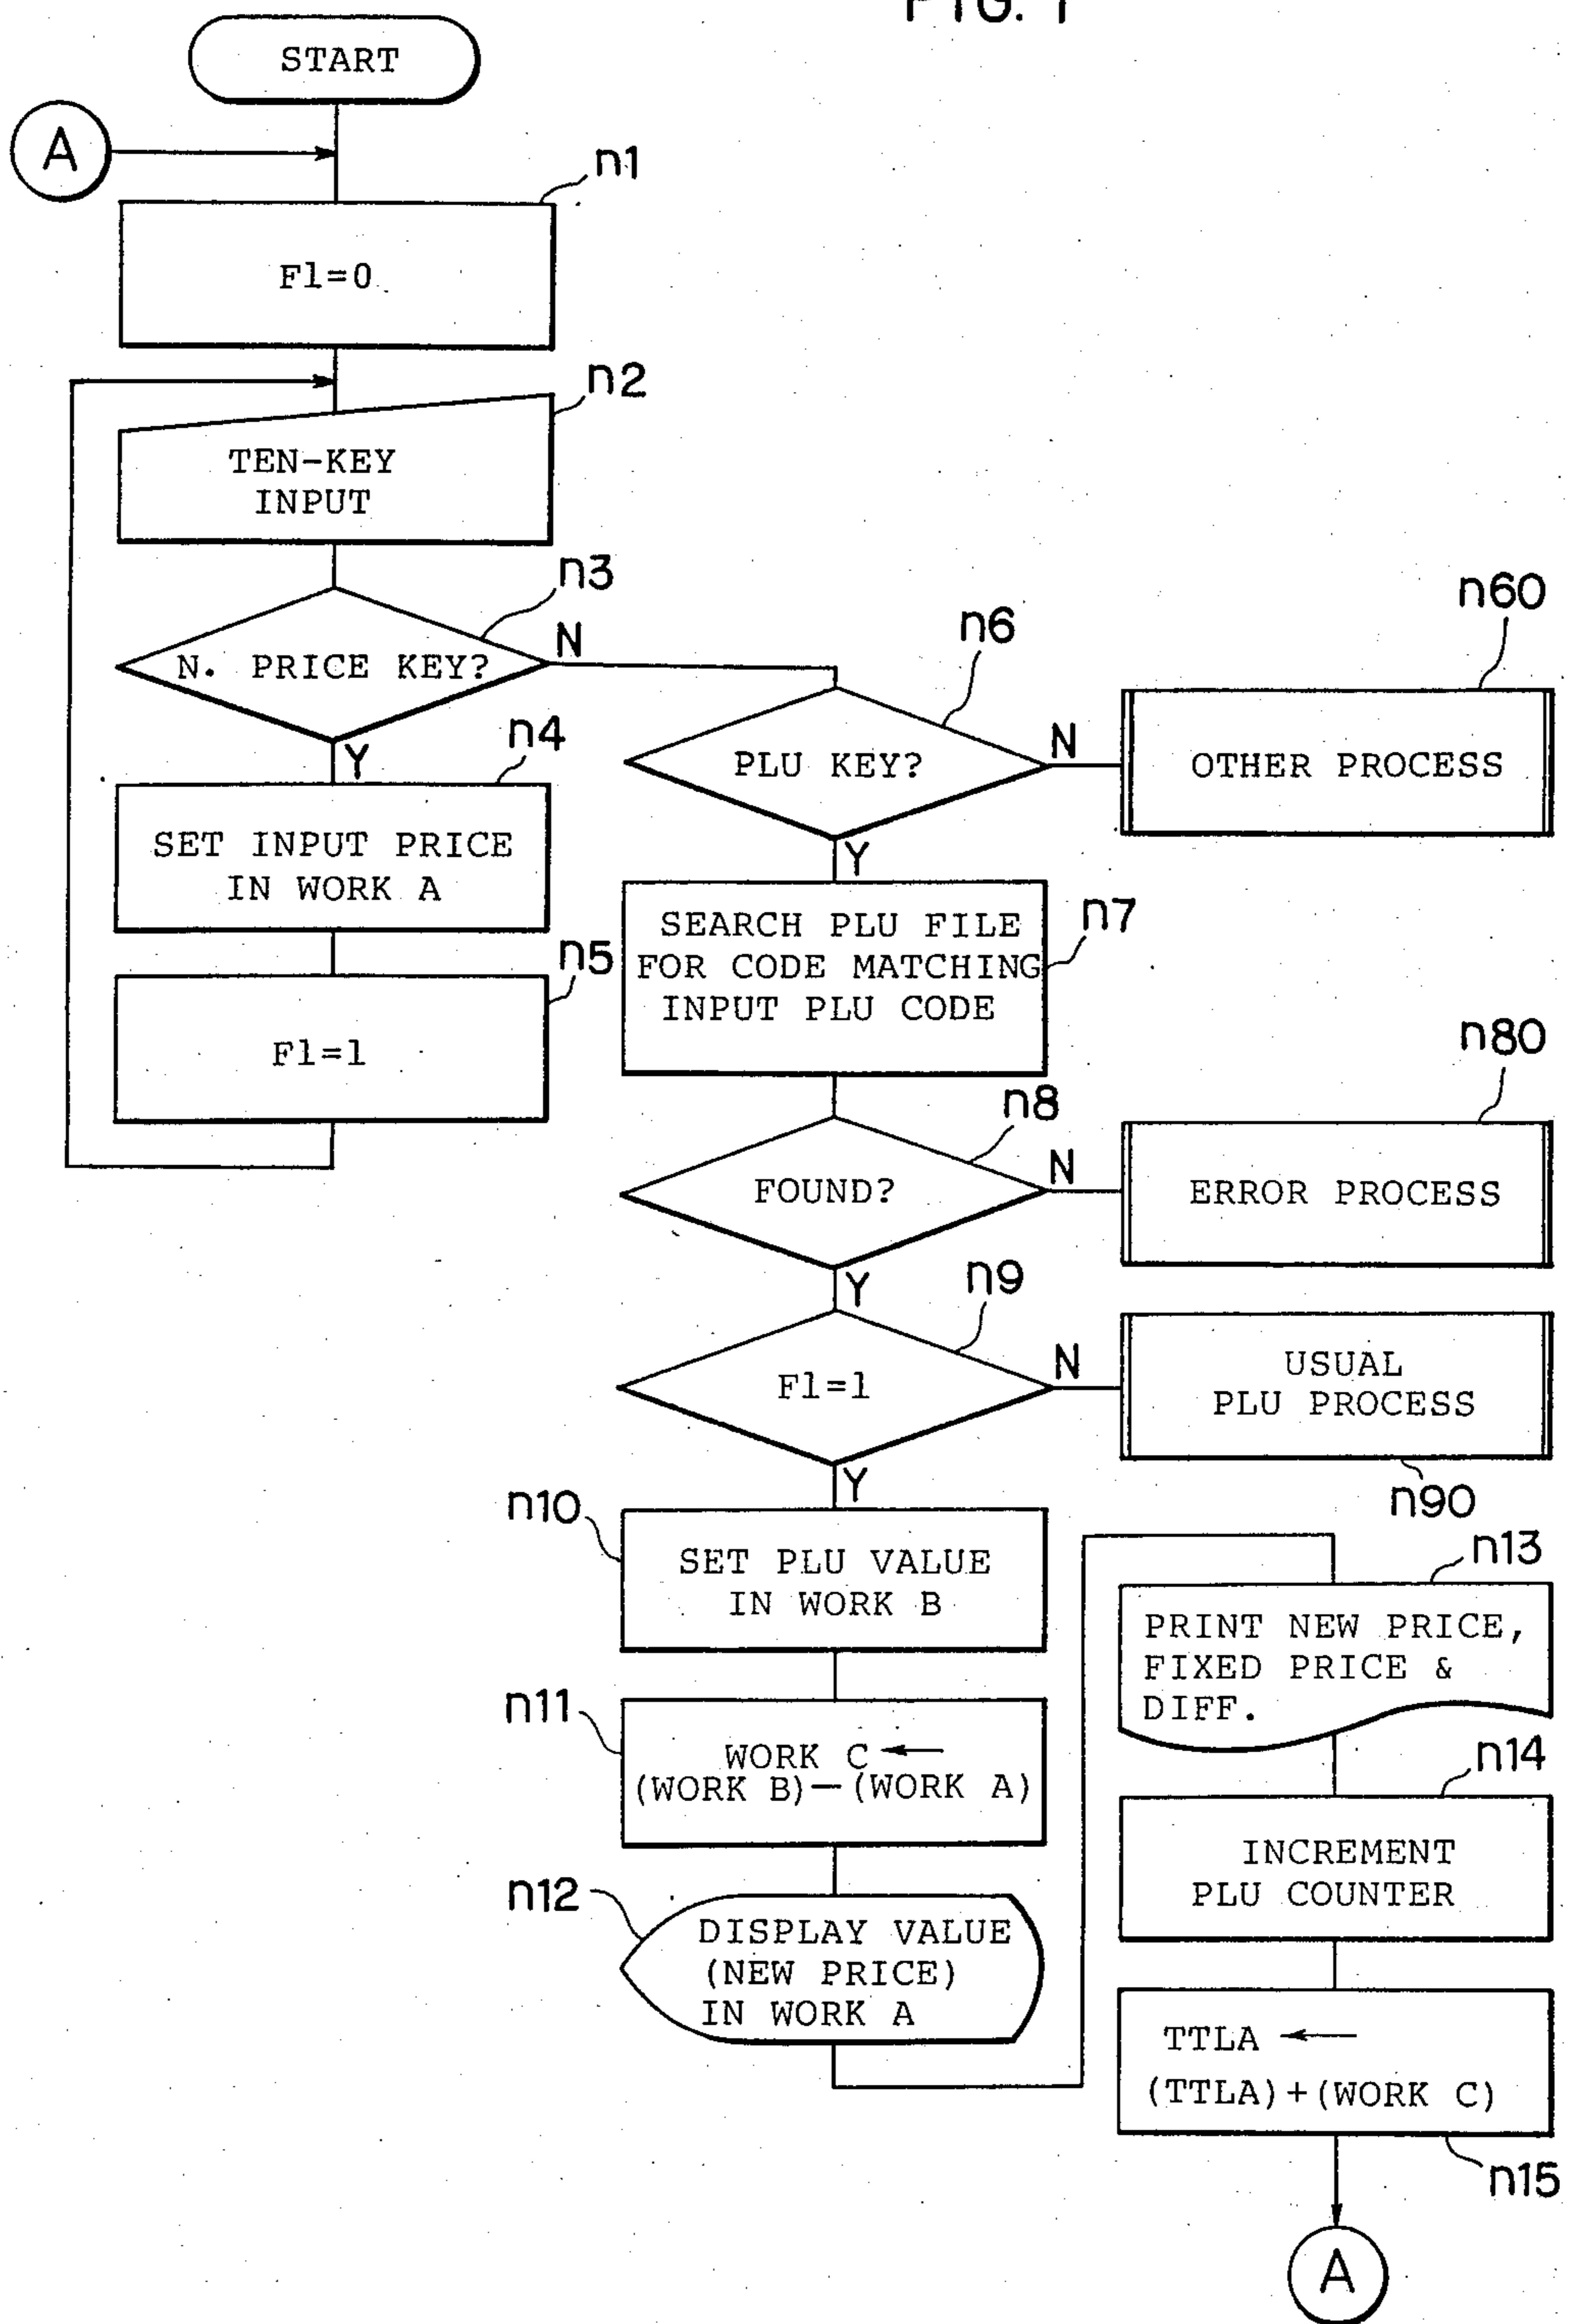 FIG. 1
START
A
n1
F1=0
n2
TEN-KEY
INPUT
n3
N. PRICE KEY?
N
Y
n4
SET INPUT PRICE
IN WORK A
n5
F1=1
n6
PLU KEY?
N
Y
n60
OTHER PROCESS
n7
SEARCH PLU FILE
FOR CODE MATCHING
INPUT PLU CODE
n8
FOUND?
N
Y
n80
ERROR PROCESS
n9
F1=1
N
Y
USUAL
PLU PROCESS
n90
n10
SET PLU VALUE
IN WORK B
n11
WORK C ←
(WORK B)—(WORK A)
n12
DISPLAY VALUE
(NEW PRICE)
IN WORK A
n13
PRINT NEW PRICE,
FIXED PRICE &
DIFF.
n14
INCREMENT
PLU COUNTER
TTLA ←
(TTLA)+(WORK C)
n15
A